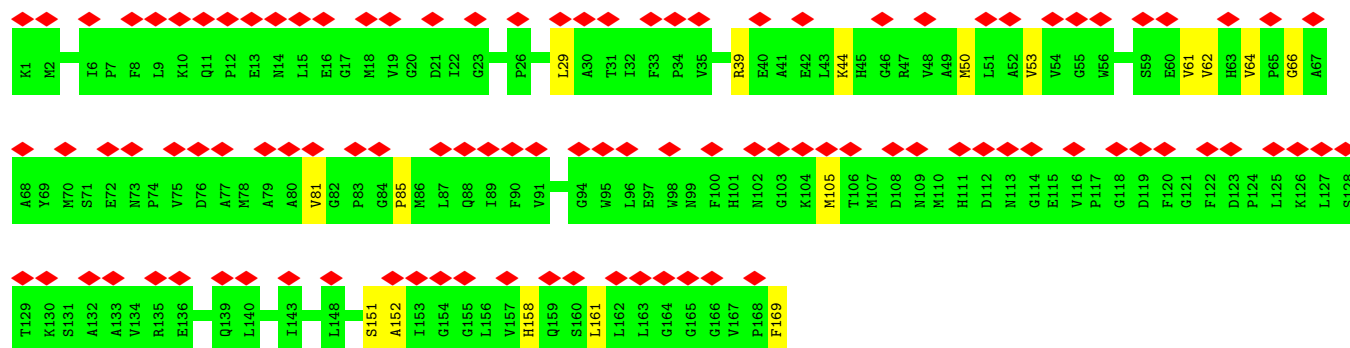 K1 M2 I6 P7 F8 L9 K10 Q11 P12 E13 N14 L15 E16 G17 M18 V19 G20 D21 I22 G23 P26 L29 A30 T31 I32 F33 P34 V35 R39 E40 A41 E42 L43 K44 H45 G46 R47 V48 A49 M50 L51 A52 V53 V54 G55 W56 S59 E60 V61 V62 H63 V64 P65 G66 A67
A68 Y69 M70 S71 E72 N73 P74 V75 D76 A77 M78 A79 A80 V81 G82 P83 G84 P85 M86 L87 Q88 I89 F90 V91 G94 W95 L96 E97 W98 N99 F100 H101 N102 G103 K104 M105 T106 M107 D108 N109 M110 H111 D112 N113 G114 E115 V116 P117 G118 D119 F120 G121 F122 D123 P124 L125 K126 L127 S128
T129 K130 S131 A132 A133 V134 R135 E136 Q139 L140 I143 L148 S151 A152 I153 G154 G155 L156 V157 H158 Q159 S160 L161 L162 L163 G164 G165 G166 V167 P168 F169